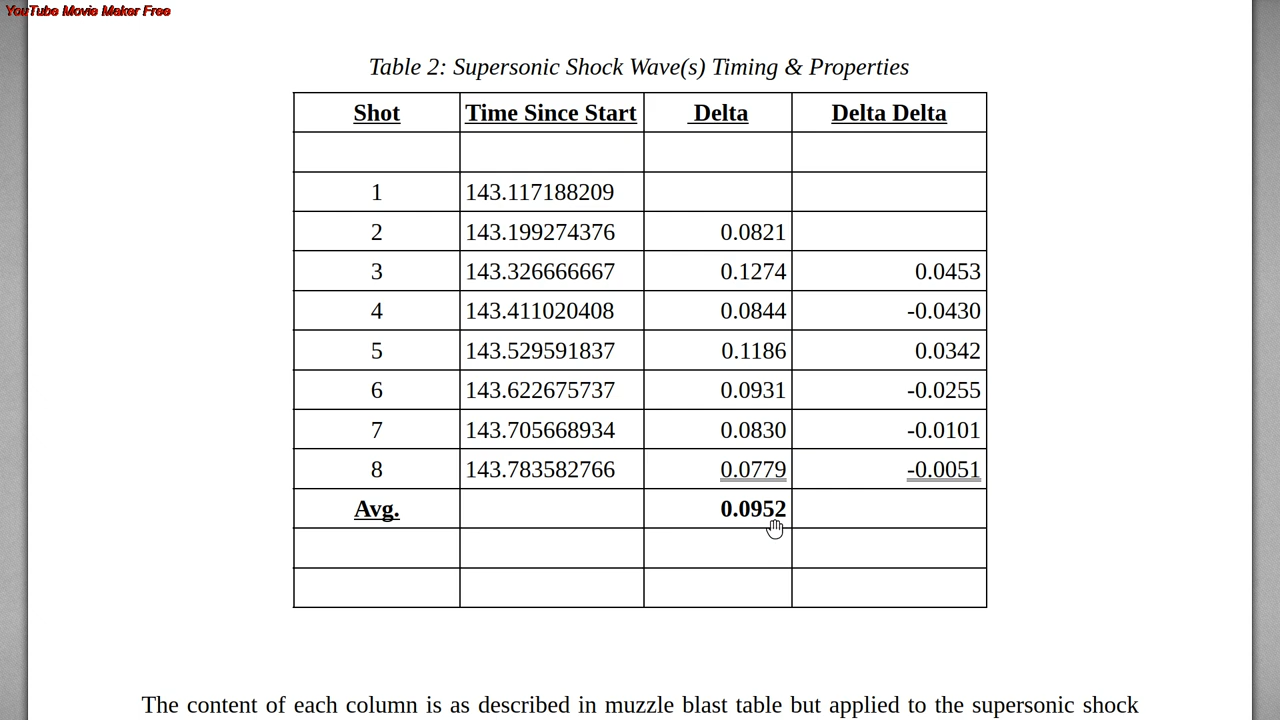 YouTube Movie Maker Free
Table 2: Supersonic Shock Wave(s) Timing & Properties
Shot Time Since Start Delta Delta Delta
1 143.117188209
2 143.199274376 0.0821
3 143.326666667 0.1274 0.0453
4 143.411020408 0.0844 -0.0430
5 143.529591837 0.1186 0.0342
6 143.622675737 0.0931 -0.0255
7 143.705668934 0.0830 -0.0101
8 143.783582766 0.0779 -0.0051
Avg. 0.0952
The content of each column is as described in muzzle blast table but applied to the supersonic shock